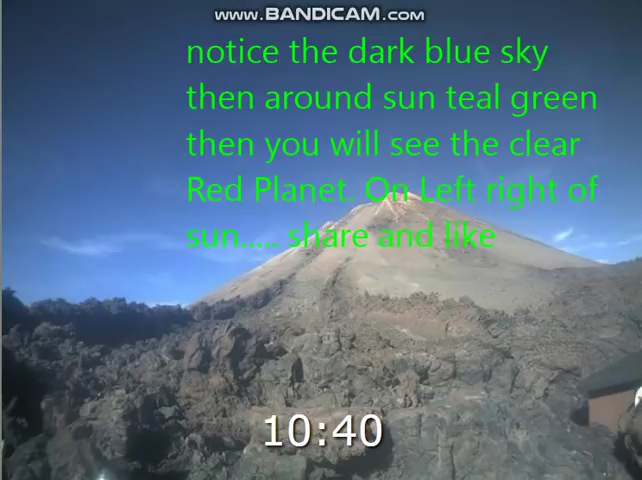 www.BANDICAM.com
notice the dark blue sky
then around sun teal green
then you will see the clear
Red Planet. On Left right of
sun..... share and like
10:40